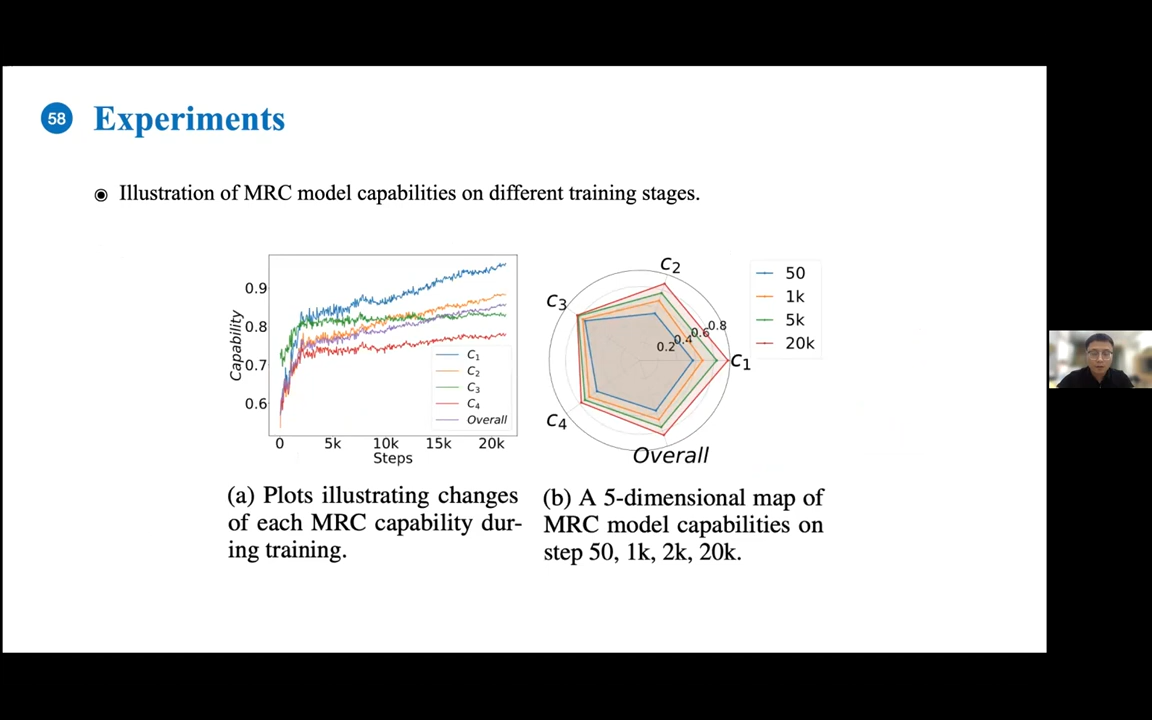 58
Experiments
Illustration of MRC model capabilities on different training stages.
Capability
0.9
0.8
0.7
0.6
0 5k 10k 15k 20k
Steps
C1
C2
C3
C4
Overall
C2
C3
C1
C4
Overall
0.2 0.4 0.6 0.8
50
1k
5k
20k
(a) Plots illustrating changes
of each MRC capability dur-
ing training.
(b) A 5-dimensional map of
MRC model capabilities on
step 50, 1k, 2k, 20k.